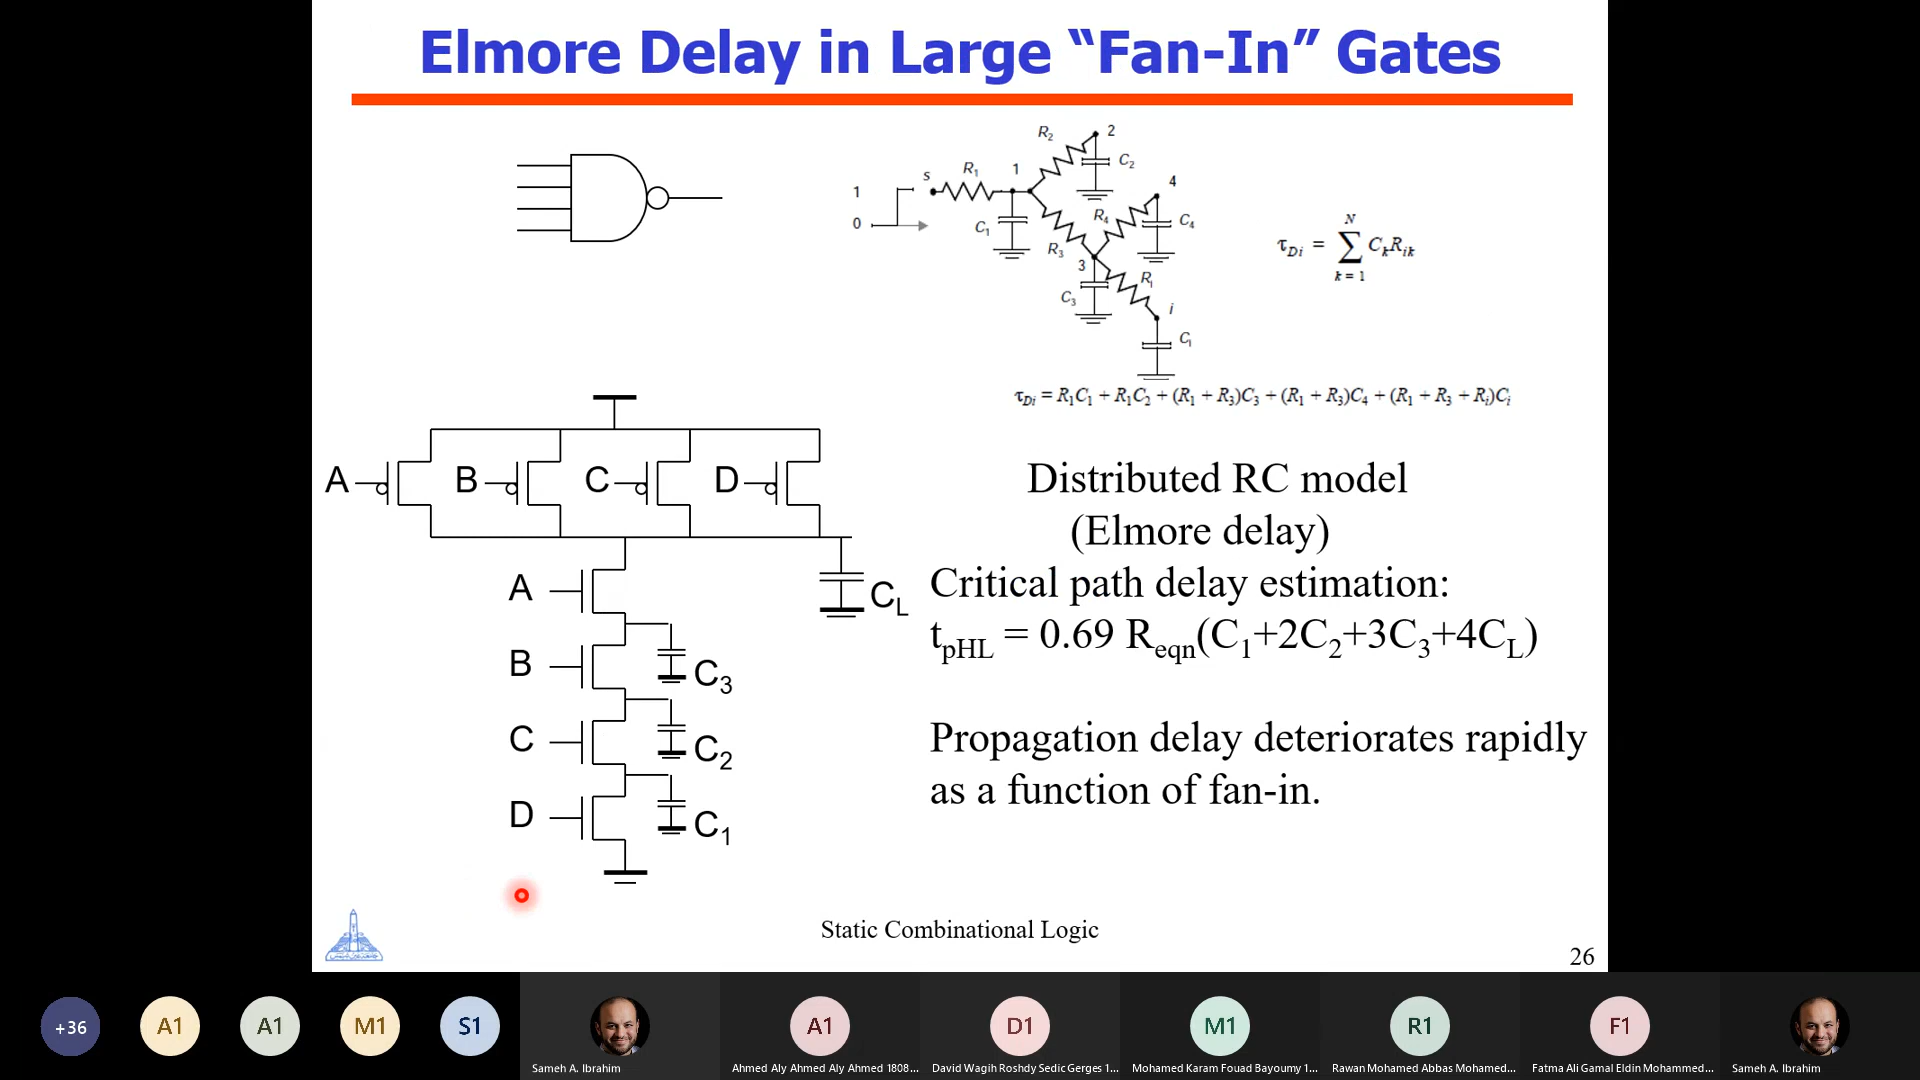 Elmore Delay in Large “Fan-In” Gates
R2
2
C2
s
R1
1
1
0
C1
R3
R4
4
C4
3
C3
Ri
i
Ci
τDi = N ∑ k = 1 CkRik
τDi = R1C1 + R1C2 + (R1 + R3)C3 + (R1 + R3)C4 + (R1 + R3 + Ri)Ci
A
B
C
D
CL
A
B
C3
C
C2
D
C1
Distributed RC model
(Elmore delay)
Critical path delay estimation:
tpHL = 0.69 Reqn(C1+2C2+3C3+4CL)
Propagation delay deteriorates rapidly
as a function of fan-in.
Static Combinational Logic
26
+36
A1
A1
M1
S1
Sameh A. Ibrahim
A1
Ahmed Aly Ahmed Aly Ahmed 1808...
D1
David Wagih Roshdy Sedic Gerges 1...
M1
Mohamed Karam Fouad Bayoumy 1...
R1
Rawan Mohamed Abbas Mohamed...
F1
Fatma Ali Gamal Eldin Mohammed...
Sameh A. Ibrahim